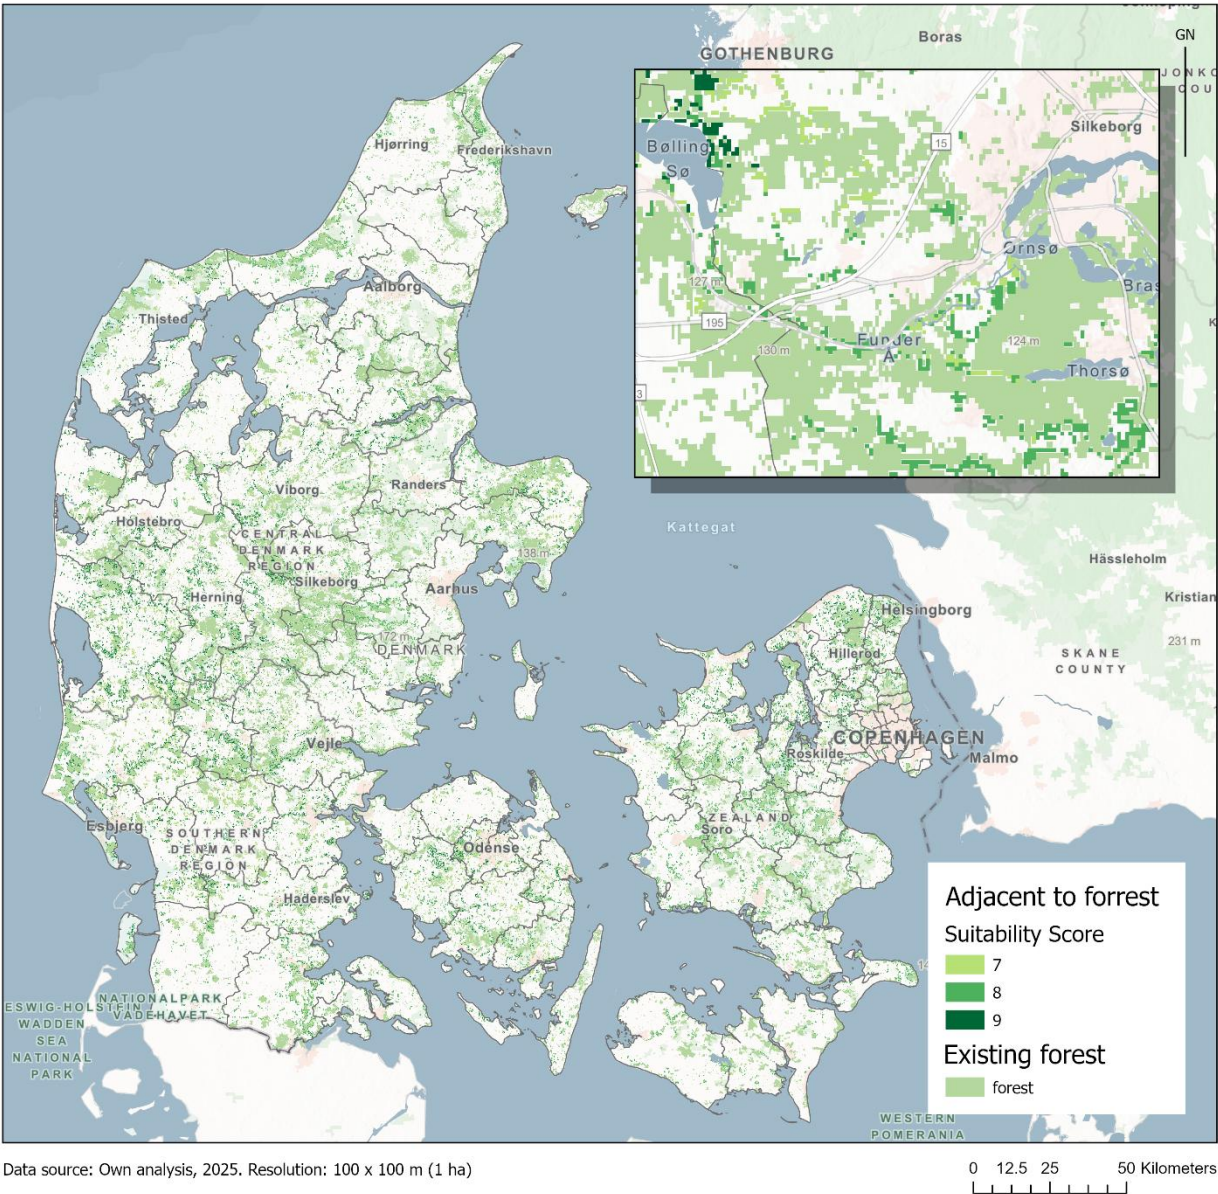 GOTHENBURG
Boras
GN
JONKO
COU
Hjørring
Frederikshavn
Silkeborg
15
Bølling
Sø
Ørnsø
127 m
195
130 m
Funder
Å
124 m
Bras
Thorsø
3
K
Aalborg
Thisted
Viborg
Randers
Kattegat
Holstebro
CENTRAL
DENMARK
REGION
138 m
Silkeborg
Aarhus
Herning
172 m
DENMARK
Hässleholm
Kristian
231 m
SKANE
COUNTY
Helsingborg
Hillerod
COPENHAGEN
Roskilde
Malmo
Vejle
Esbjerg
SOUTHERN
DENMARK
REGION
Odense
ZEALAND
Soro
Haderslev
ESWIG-HOLSTEIN
WADDEN
SEA
NATIONAL
PARK
NATIONALPARK
VADEHAVET
14
Adjacent to forrest
Suitability Score
7
8
9
Existing forest
forest
WESTERN
POMERANIA
Data source: Own analysis, 2025. Resolution: 100 x 100 m (1 ha)
0 12.5 25 50 Kilometers